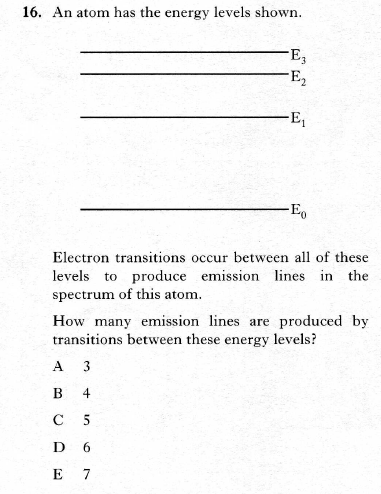 16. An atom has the energy levels shown.
E3
E2
E1
E0
Electron transitions occur between all of these
levels to produce emission lines in the
spectrum of this atom.
How many emission lines are produced by
transitions between these energy levels?
A 3
B 4
C 5
D 6
E 7